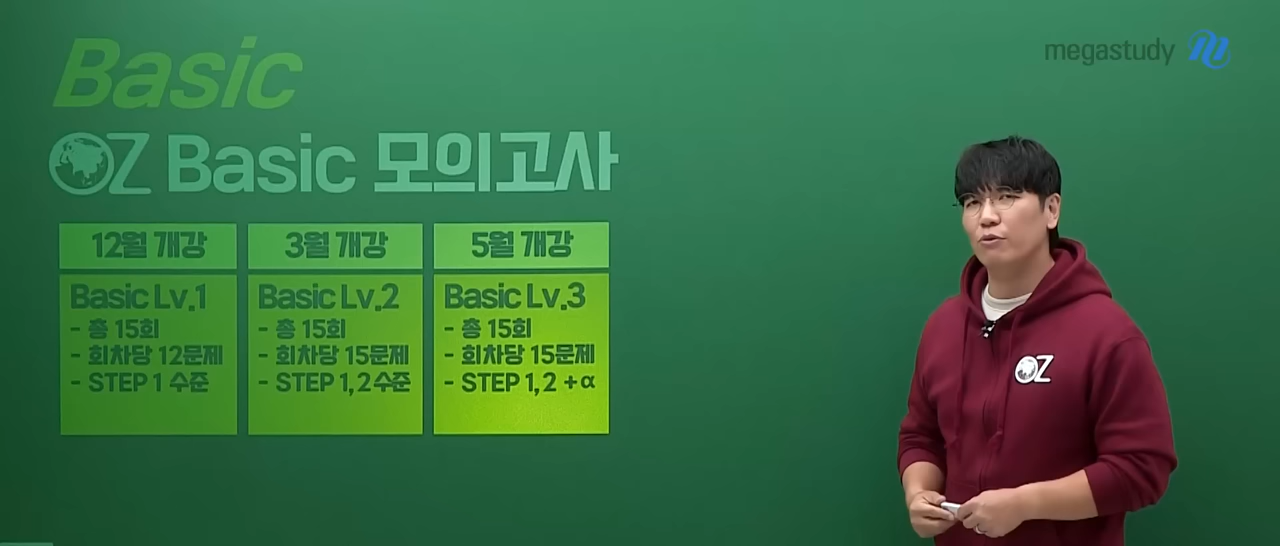 Basic
megastudy
OZ Basic 모의고사
12월 개강
Basic Lv.1
- 총 15회
- 회차당 12문제
- STEP 1 수준
3월 개강
Basic Lv.2
- 총 15회
- 회차당 15문제
- STEP 1, 2 수준
5월 개강
Basic Lv.3
- 총 15회
- 회차당 15문제
- STEP 1, 2 +α
OZ